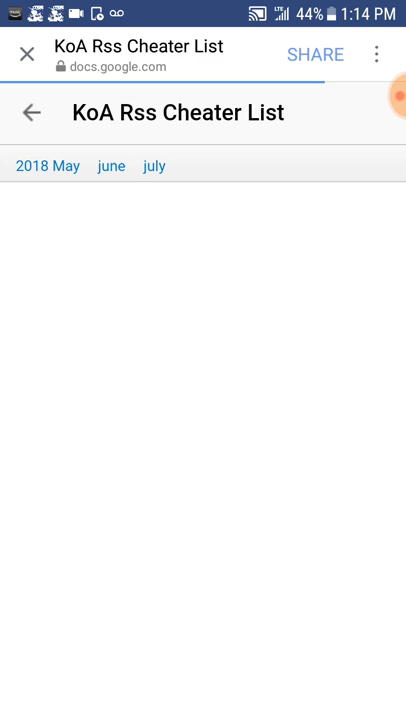 44% 1:14 PM
KoA Rss Cheater List
SHARE
docs.google.com
KoA Rss Cheater List
2018 May june july